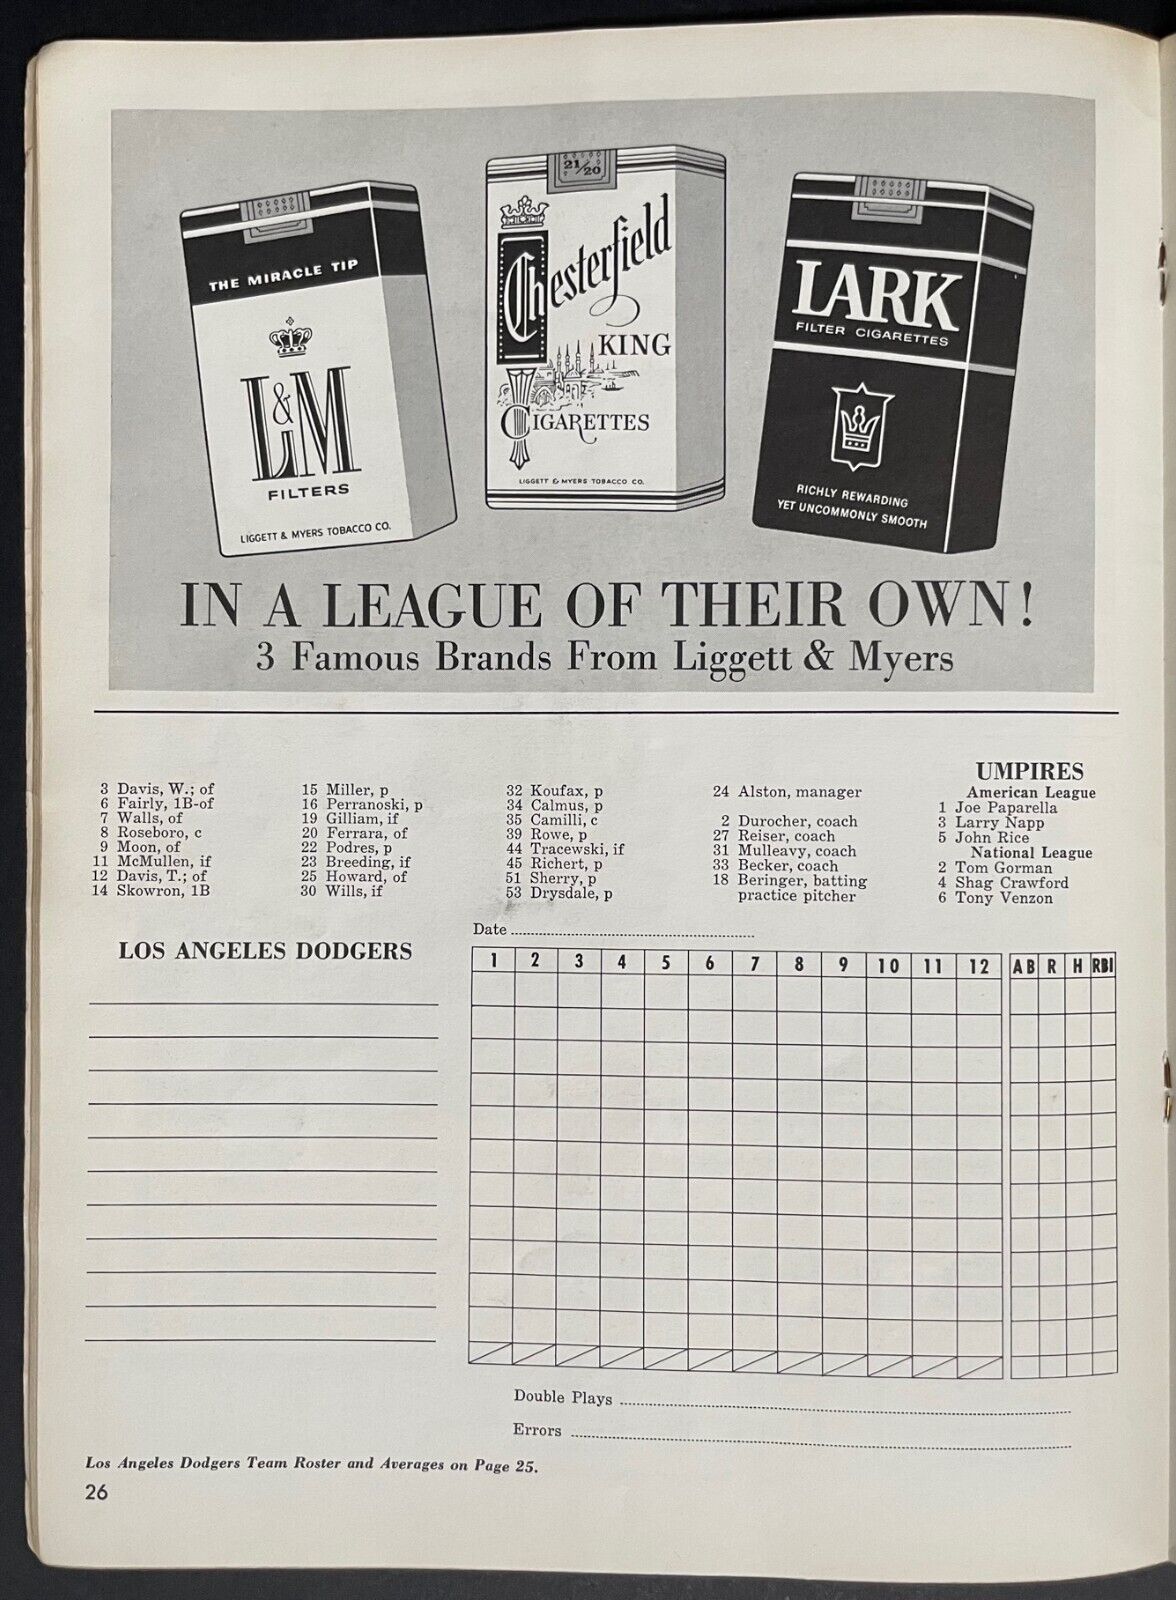 THE MIRACLE TIP
L&M
FILTERS
LIGGETT & MYERS TOBACCO CO.
21/20
Chesterfield
KING
CIGARETTES
LIGGETT & MYERS TOBACCO CO.
LARK
FILTER CIGARETTES
RICHLY REWARDING
YET UNCOMMONLY SMOOTH
IN A LEAGUE OF THEIR OWN!
3 Famous Brands From Liggett & Myers
3 Davis, W.; of
6 Fairly, 1B-of
7 Walls, of
8 Roseboro, c
9 Moon, of
11 McMullen, if
12 Davis, T.; of
14 Skowron, 1B
15 Miller, p
16 Perranoski, p
19 Gilliam, if
20 Ferrara, of
22 Podres, p
23 Breeding, if
25 Howard, of
30 Wills, if
32 Koufax, p
34 Calmus, p
35 Camilli, c
39 Rowe, p
44 Tracewski, if
45 Richert, p
51 Sherry, p
53 Drysdale, p
24 Alston, manager
2 Durocher, coach
27 Reiser, coach
31 Mulleavy, coach
33 Becker, coach
18 Beringer, batting
practice pitcher
UMPIRES
American League
1 Joe Paparella
3 Larry Napp
5 John Rice
National League
2 Tom Gorman
4 Shag Crawford
6 Tony Venzon
Date
LOS ANGELES DODGERS
1 2 3 4 5 6 7 8 9 10 11 12 AB R H RBI
Double Plays
Errors
Los Angeles Dodgers Team Roster and Averages on Page 25.
26